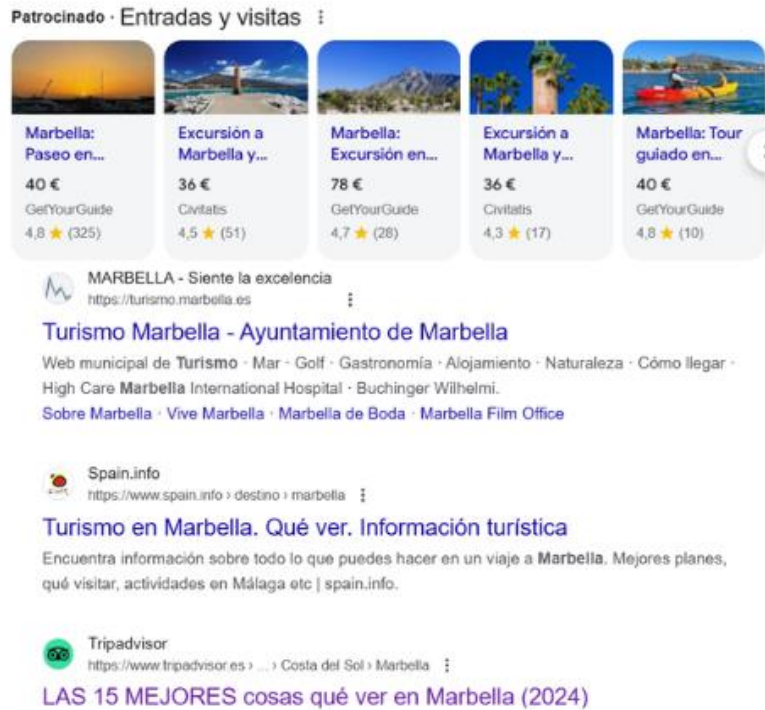 Patrocinado · Entradas y visitas
Marbella:
Paseo en...
40 €
GetYourGuide
4,8 ★ (325)
Excursión a
Marbella y...
36 €
Civitatis
4,5 ★ (51)
Marbella:
Excursión en...
78 €
GetYourGuide
4,7 ★ (28)
Excursión a
Marbella y...
36 €
Civitatis
4,3 ★ (17)
Marbella: Tour
guiado en...
40 €
GetYourGuide
4,8 ★ (10)
MARBELLA - Siente la excelencia
https://turismo.marbella.es
Turismo Marbella - Ayuntamiento de Marbella
Web municipal de Turismo · Mar · Golf · Gastronomía · Alojamiento · Naturaleza · Cómo llegar ·
High Care Marbella International Hospital · Buchinger Wilhelmi.
Sobre Marbella · Vive Marbella · Marbella de Boda · Marbella Film Office
Spain.info
https://www.spain.info › destino › marbella
Turismo en Marbella. Qué ver. Información turística
Encuentra información sobre todo lo que puedes hacer en un viaje a Marbella. Mejores planes,
qué visitar, actividades en Málaga etc | spain.info.
Tripadvisor
https://www.tripadvisor.es › ... › Costa del Sol › Marbella
LAS 15 MEJORES cosas qué ver en Marbella (2024)